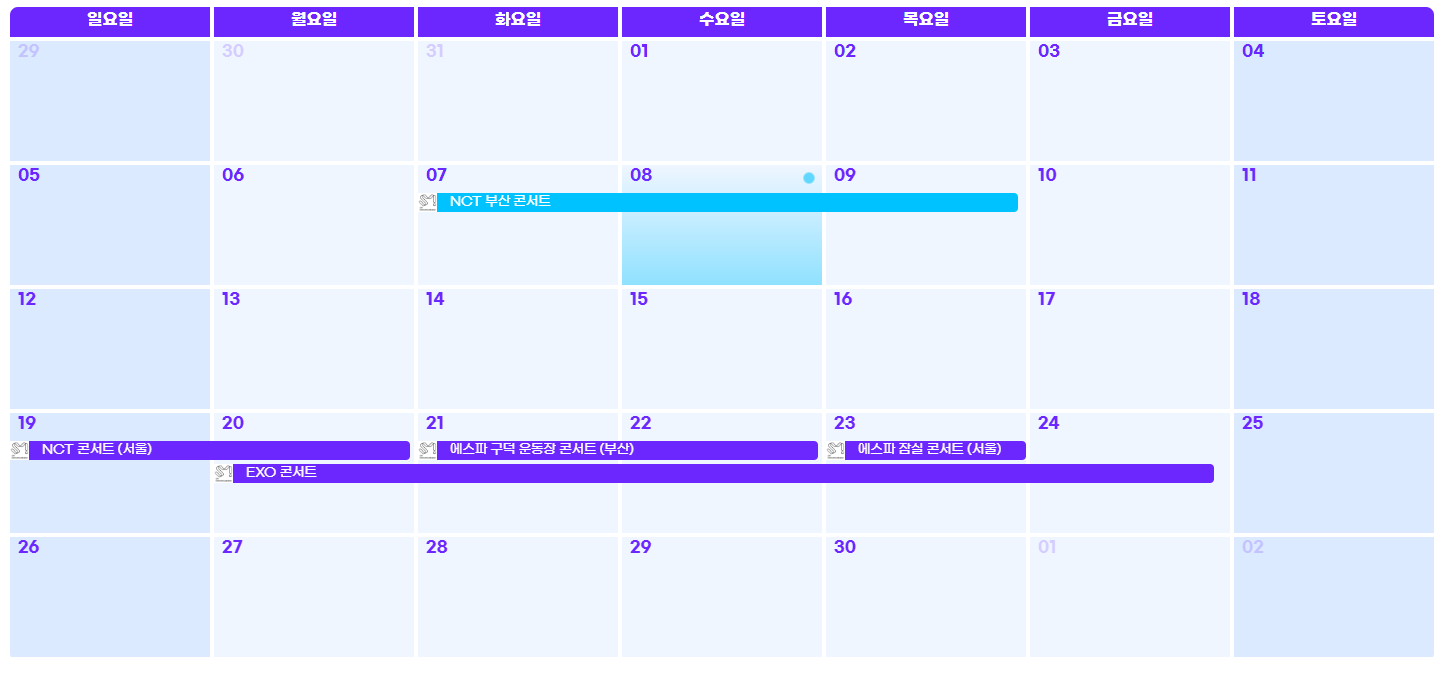 일요일 월요일 화요일 수요일 목요일 금요일 토요일
29 30 31 01 02 03 04
05 06 07 08 09 10 11
NCT 부산 콘서트
12 13 14 15 16 17 18
19 20 21 22 23 24 25
NCT 콘서트 (서울) 에스파 구덕 운동장 콘서트 (부산) 에스파 잠실 콘서트 (서울)
EXO 콘서트
26 27 28 29 30 01 02